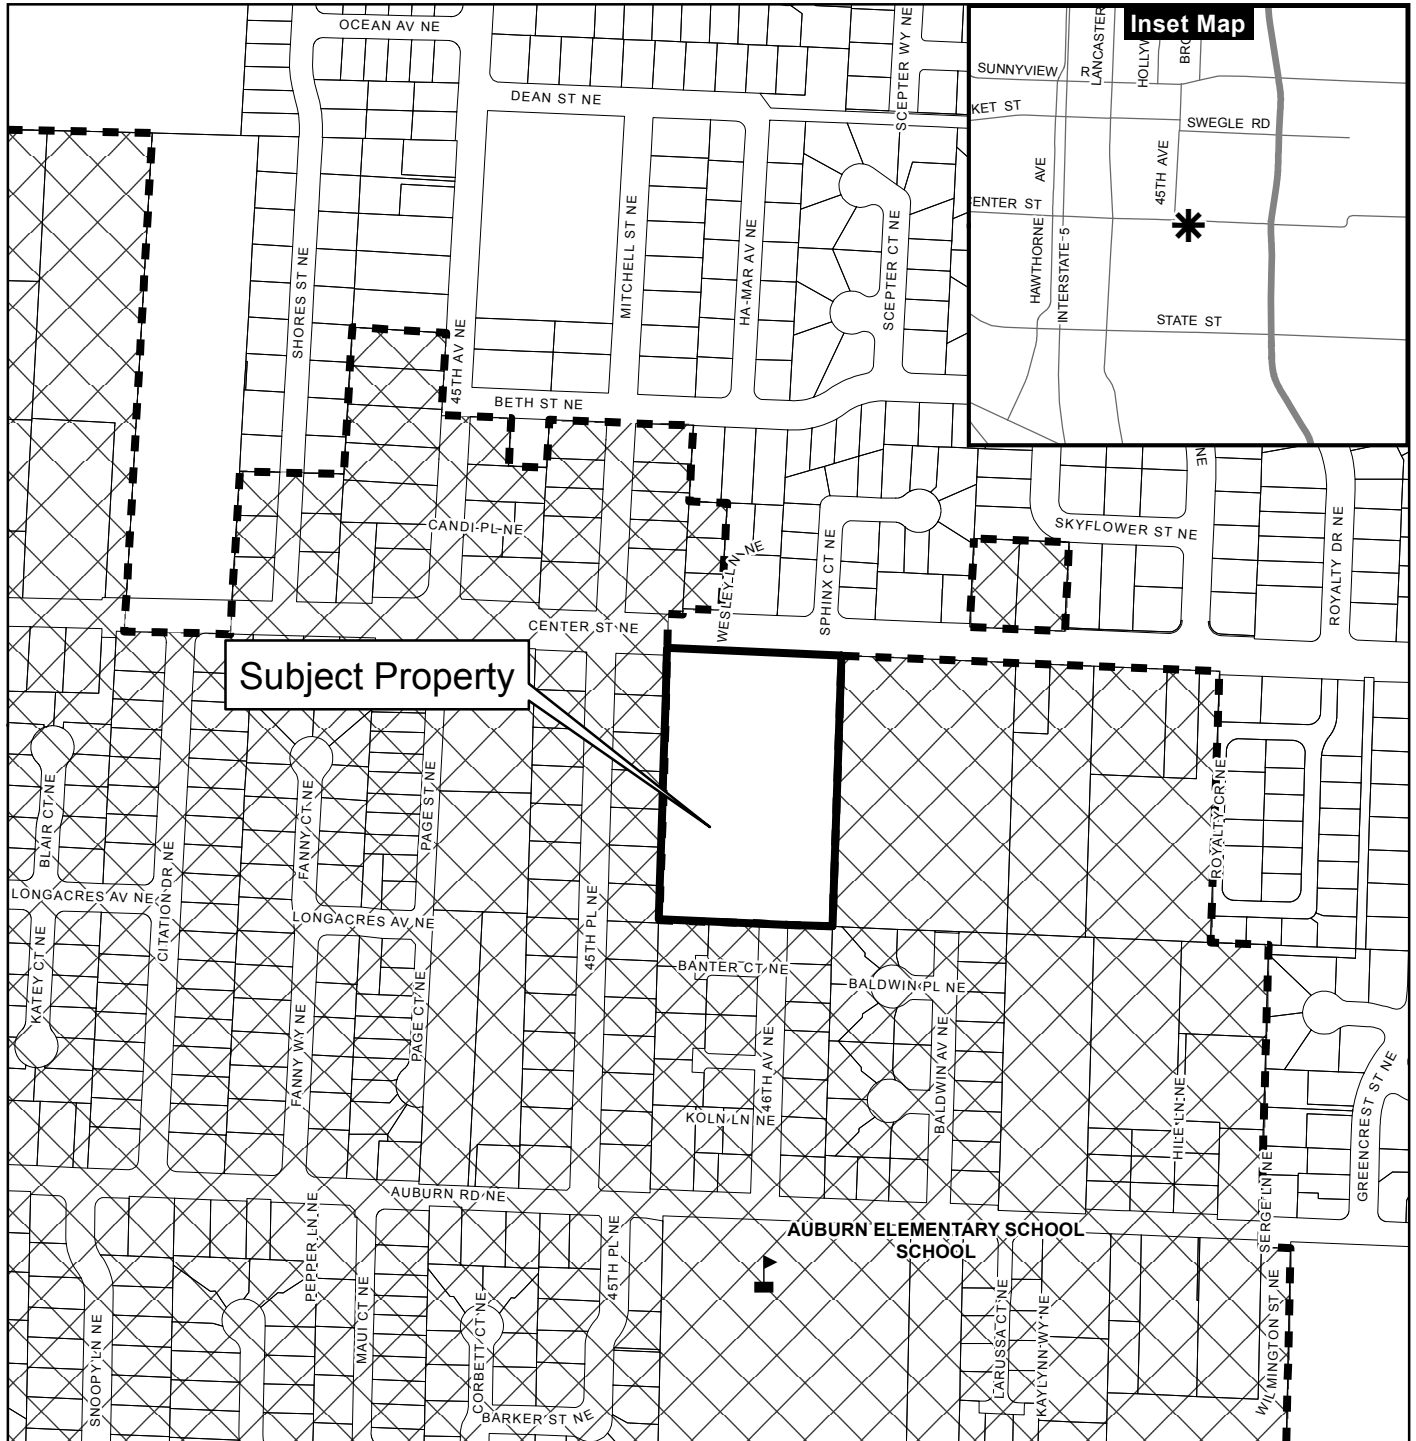 OCEAN AV NE
SCEPTER WY NE
DEAN ST NE
SHORES ST NE
MITCHELL ST NE
HA-MAR AV NE
SCEPTER CT NE
45TH AV NE
BETH ST NE
Inset Map
SUNNYVIEW R
LANCASTER
HOLLYW
BRO
KET ST
SWEGLE RD
45TH AVE
ENTER ST
HAWTHORNE AVE
INTERSTATE-5
STATE ST
CANDI PL NE
WESLEY LN NE
SPHINX CT NE
NE
SKYFLOWER ST NE
ROYALTY DR NE
CENTER ST NE
Subject Property
BLAIR CT NE
CITATION DR NE
FANNY CT NE
PAGE ST NE
45TH PL NE
ROYALTY CR NE
LONGACRES AV NE
LONGACRES AV NE
KATEY CT NE
FANNY WY NE
PAGE CT NE
BANTER CT NE
BALDWIN PL NE
46TH AV NE
BALDWIN AV NE
KOLN LN NE
HILE LN NE
GREENCREST ST NE
AUBURN RD NE
PEPPER LN NE
45TH PL NE
SERGE LN NE
AUBURN ELEMENTARY SCHOOL
SCHOOL
SNOOPY LN NE
MAUI CT NE
CORBETT CT NE
BARKER ST NE
LARUSSA CT NE
KAYLYNN WY NE
WILMINGTON ST NE